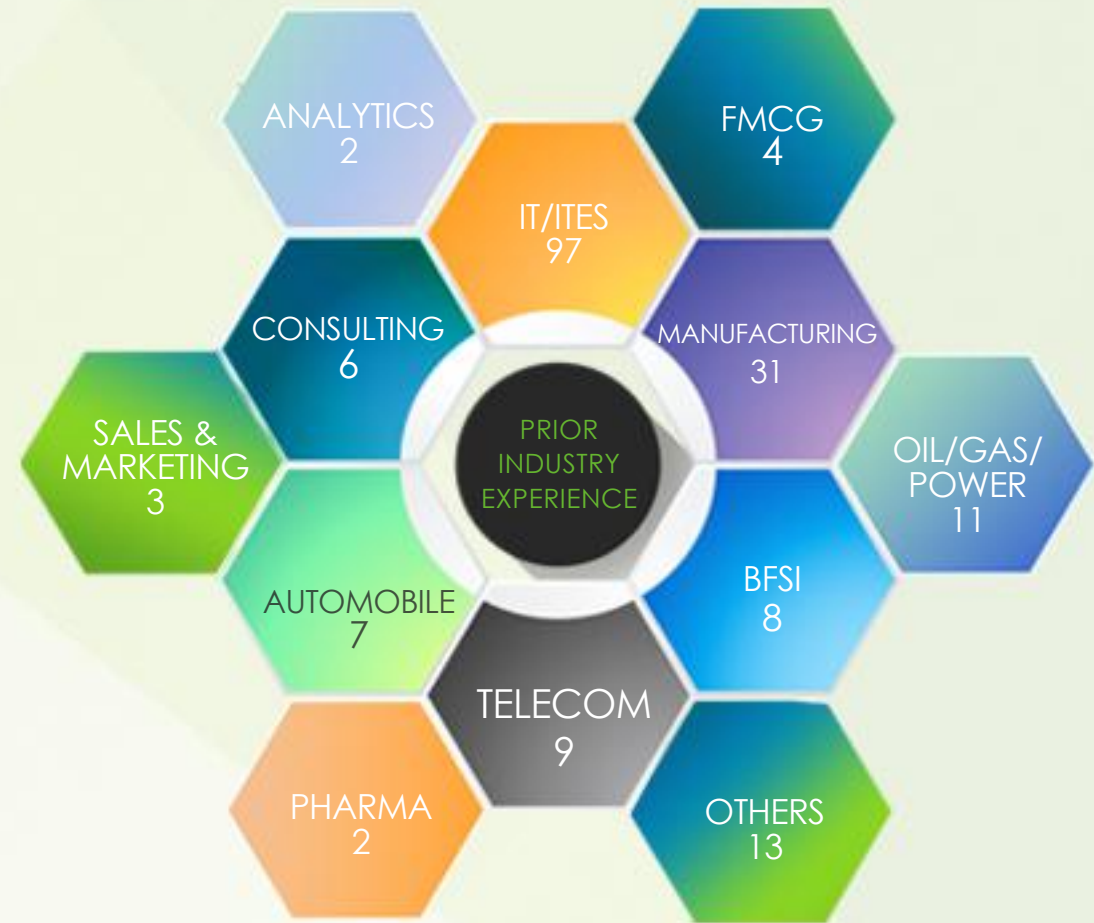 ANALYTICS
2
FMCG
4
IT/ITES
97
CONSULTING
6
MANUFACTURING
31
SALES &
MARKETING
3
PRIOR
INDUSTRY
EXPERIENCE
OIL/GAS/
POWER
11
AUTOMOBILE
7
BFSI
8
TELECOM
9
PHARMA
2
OTHERS
13